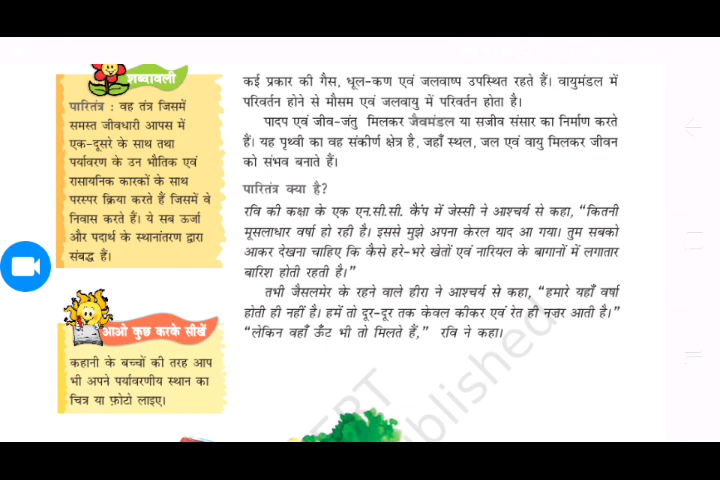 शब्दावली
पारितंत्र : वह तंत्र जिसमें
समस्त जीवधारी आपस में
एक-दूसरे के साथ तथा
पर्यावरण के उन भौतिक एवं
रासायनिक कारकों के साथ
परस्पर क्रिया करते हैं जिसमें वे
निवास करते हैं। ये सब ऊर्जा
और पदार्थ के स्थानांतरण द्वारा
संबद्ध हैं।
आओ कुछ करके सीखें
कहानी के बच्चों की तरह आप
भी अपने पर्यावरणीय स्थान का
चित्र या फ़ोटो लाइए।
कई प्रकार की गैस, धूल-कण एवं जलवाष्प उपस्थित रहते हैं। वायुमंडल में
परिवर्तन होने से मौसम एवं जलवायु में परिवर्तन होता है।
पादप एवं जीव-जंतु मिलकर जैवमंडल या सजीव संसार का निर्माण करते
हैं। यह पृथ्वी का वह संकीर्ण क्षेत्र है, जहाँ स्थल, जल एवं वायु मिलकर जीवन
को संभव बनाते हैं।
पारितंत्र क्या है?
रवि की कक्षा के एक एन.सी.सी. कैंप में जेस्सी ने आश्चर्य से कहा, “कितनी
मूसलाधार वर्षा हो रही है। इससे मुझे अपना केरल याद आ गया। तुम सबको
आकर देखना चाहिए कि कैसे हरे-भरे खेतों एवं नारियल के बागानों में लगातार
बारिश होती रहती है।”
तभी जैसलमेर के रहने वाले हीरा ने आश्चर्य से कहा, “हमारे यहाँ वर्षा
होती ही नहीं है। हमें तो दूर-दूर तक केवल कीकर एवं रेत ही नज़र आती है।”
“लेकिन वहाँ ऊँट भी तो मिलते हैं,” रवि ने कहा।